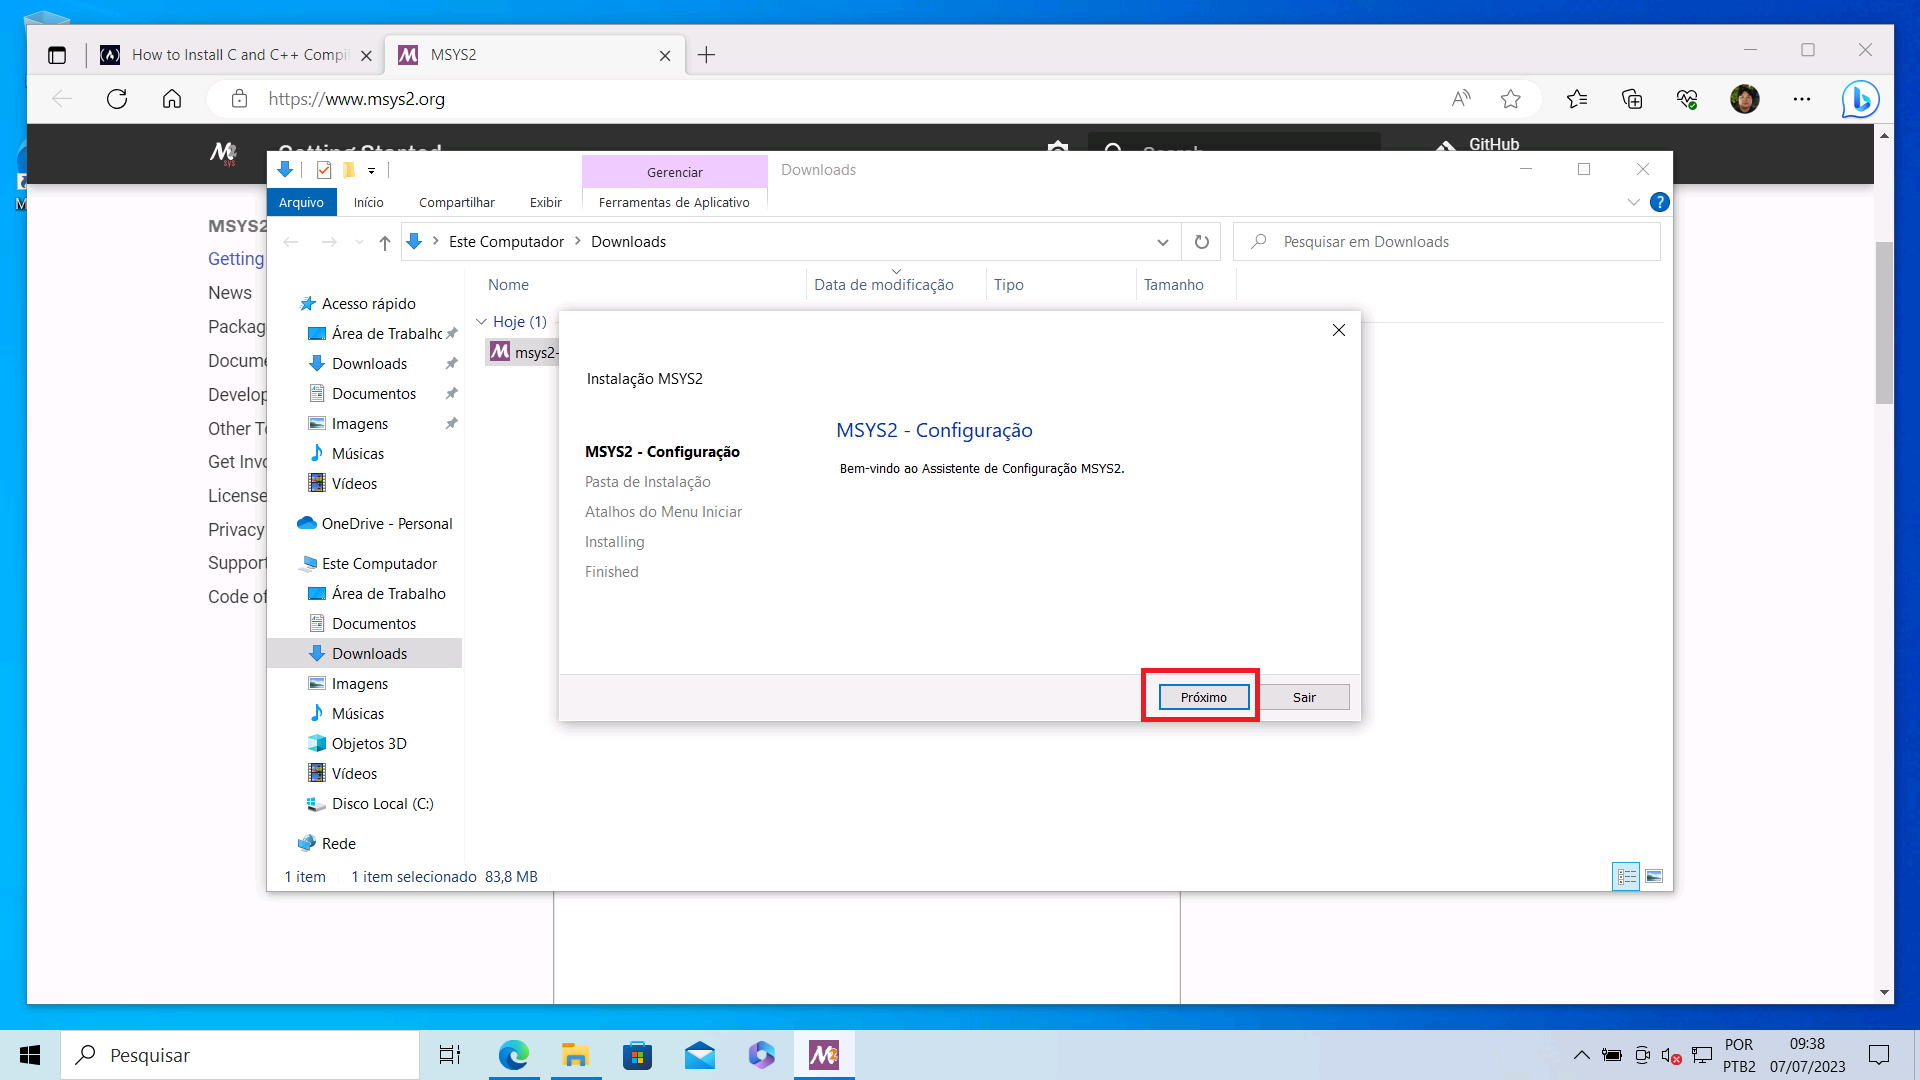 How to Install C and C++ Compi
MSYS2
https://www.msys2.org
GitHub
Gerenciar
Downloads
Arquivo
Início
Compartilhar
Exibir
Ferramentas de Aplicativo
Este Computador
Downloads
Pesquisar em Downloads
MSYS2
Getting
News
Packag
Docume
Develop
Other To
Get Invo
License
Privacy
Support
Code of
Acesso rápido
Área de Trabalho
Downloads
Documentos
Imagens
Músicas
Vídeos
OneDrive - Personal
Este Computador
Área de Trabalho
Documentos
Downloads
Imagens
Músicas
Objetos 3D
Vídeos
Disco Local (C:)
Rede
Nome
Data de modificação
Tipo
Tamanho
Hoje (1)
msys2-
Instalação MSYS2
MSYS2 - Configuração
Pasta de Instalação
Atalhos do Menu Iniciar
Installing
Finished
MSYS2 - Configuração
Bem-vindo ao Assistente de Configuração MSYS2.
Próximo
Sair
1 item
1 item selecionado 83,8 MB
Pesquisar
POR
PTB2
09:38
07/07/2023